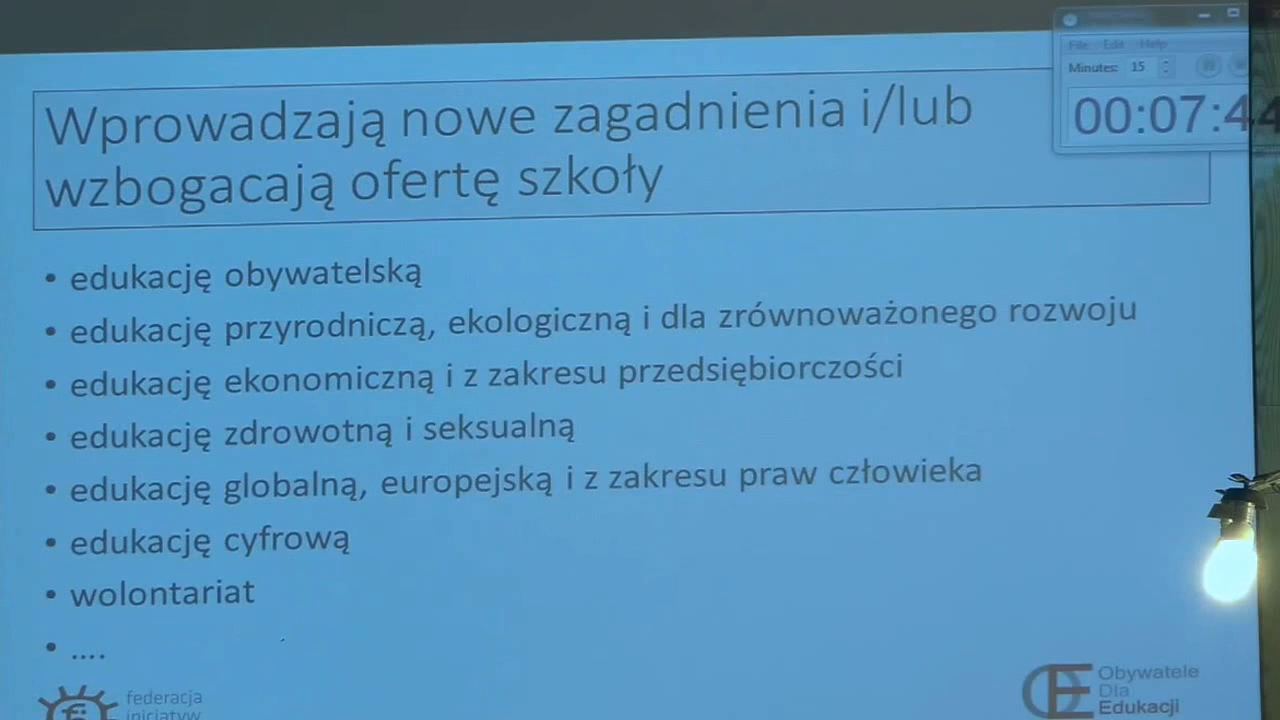 File Edit Help
Minutes: 15
00:07:44
Wprowadzają nowe zagadnienia i/lub
wzbogacają ofertę szkoły
• edukację obywatelską
• edukację przyrodniczą, ekologiczną i dla zrównoważonego rozwoju
• edukację ekonomiczną i z zakresu przedsiębiorczości
• edukację zdrowotną i seksualną
• edukację globalną, europejską i z zakresu praw człowieka
• edukację cyfrową
• wolontariat
• ....
federacja
iniciatyw
Obywatele
Dla
Edukacji